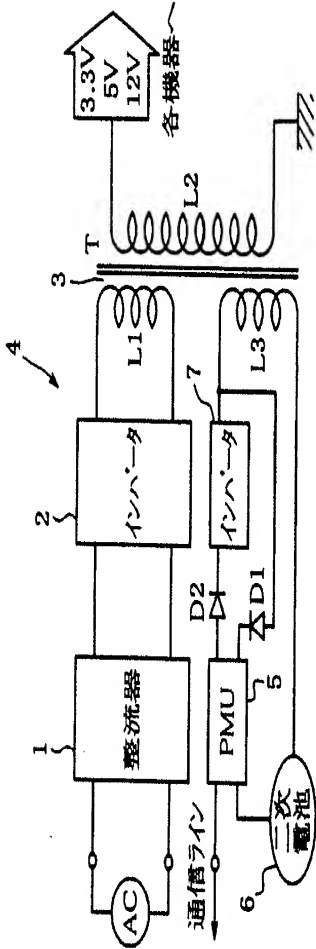 4
1
整流器
2
インバータ
3
T
L1
L2
3.3V
5V
12V
各機器へ
AC
通信ライン
PMU
5
D2
D1
インバータ
7
L3
6
二次
電池